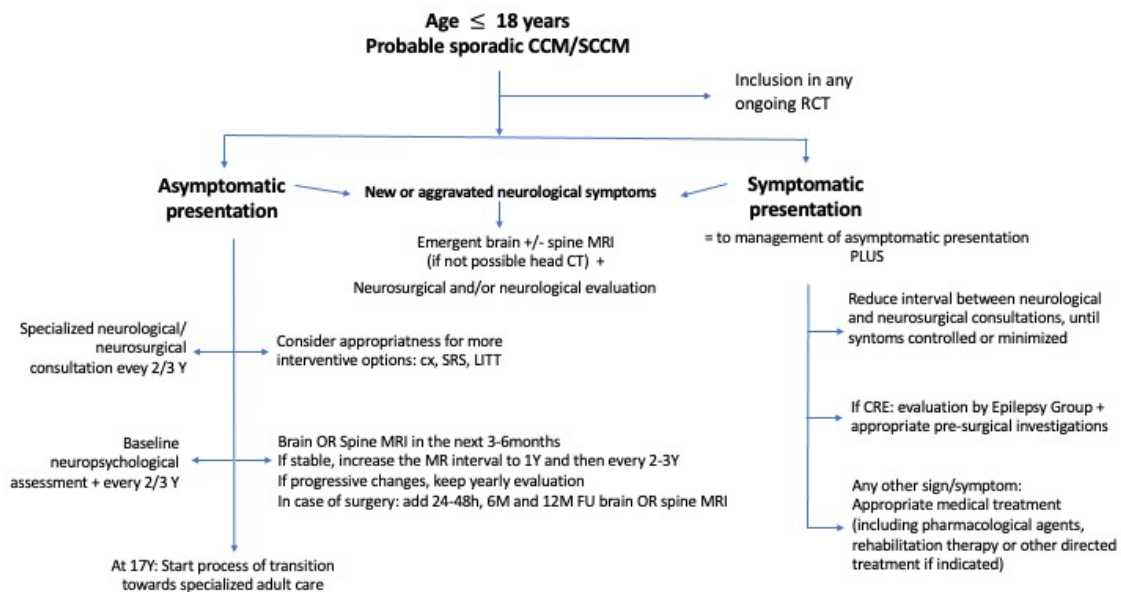 Age ≤ 18 years
Probable sporadic CCM/SCCM
Inclusion in any
ongoing RCT
Asymptomatic
presentation
New or aggravated neurological symptoms
Symptomatic
presentation
Emergent brain +/- spine MRI
(if not possible head CT) +
Neurosurgical and/or neurological evaluation
= to management of asymptomatic presentation
PLUS
Specialized neurological/
neurosurgical
consultation evey 2/3 Y
Consider appropriatness for more
interventive options: cx, SRS, LITT
Reduce interval between neurological
and neurosurgical consultations, until
syntoms controlled or minimized
Baseline
neuropsychological
assessment + every 2/3 Y
Brain OR Spine MRI in the next 3-6months
If stable, increase the MR interval to 1Y and then every 2-3Y
If progressive changes, keep yearly evaluation
In case of surgery: add 24-48h, 6M and 12M FU brain OR spine MRI
If CRE: evaluation by Epilepsy Group +
appropriate pre-surgical investigations
Any other sign/symptom:
Appropriate medical treatment
(including pharmacological agents,
rehabilitation therapy or other directed
treatment if indicated)
At 17Y: Start process of transition
towards specialized adult care